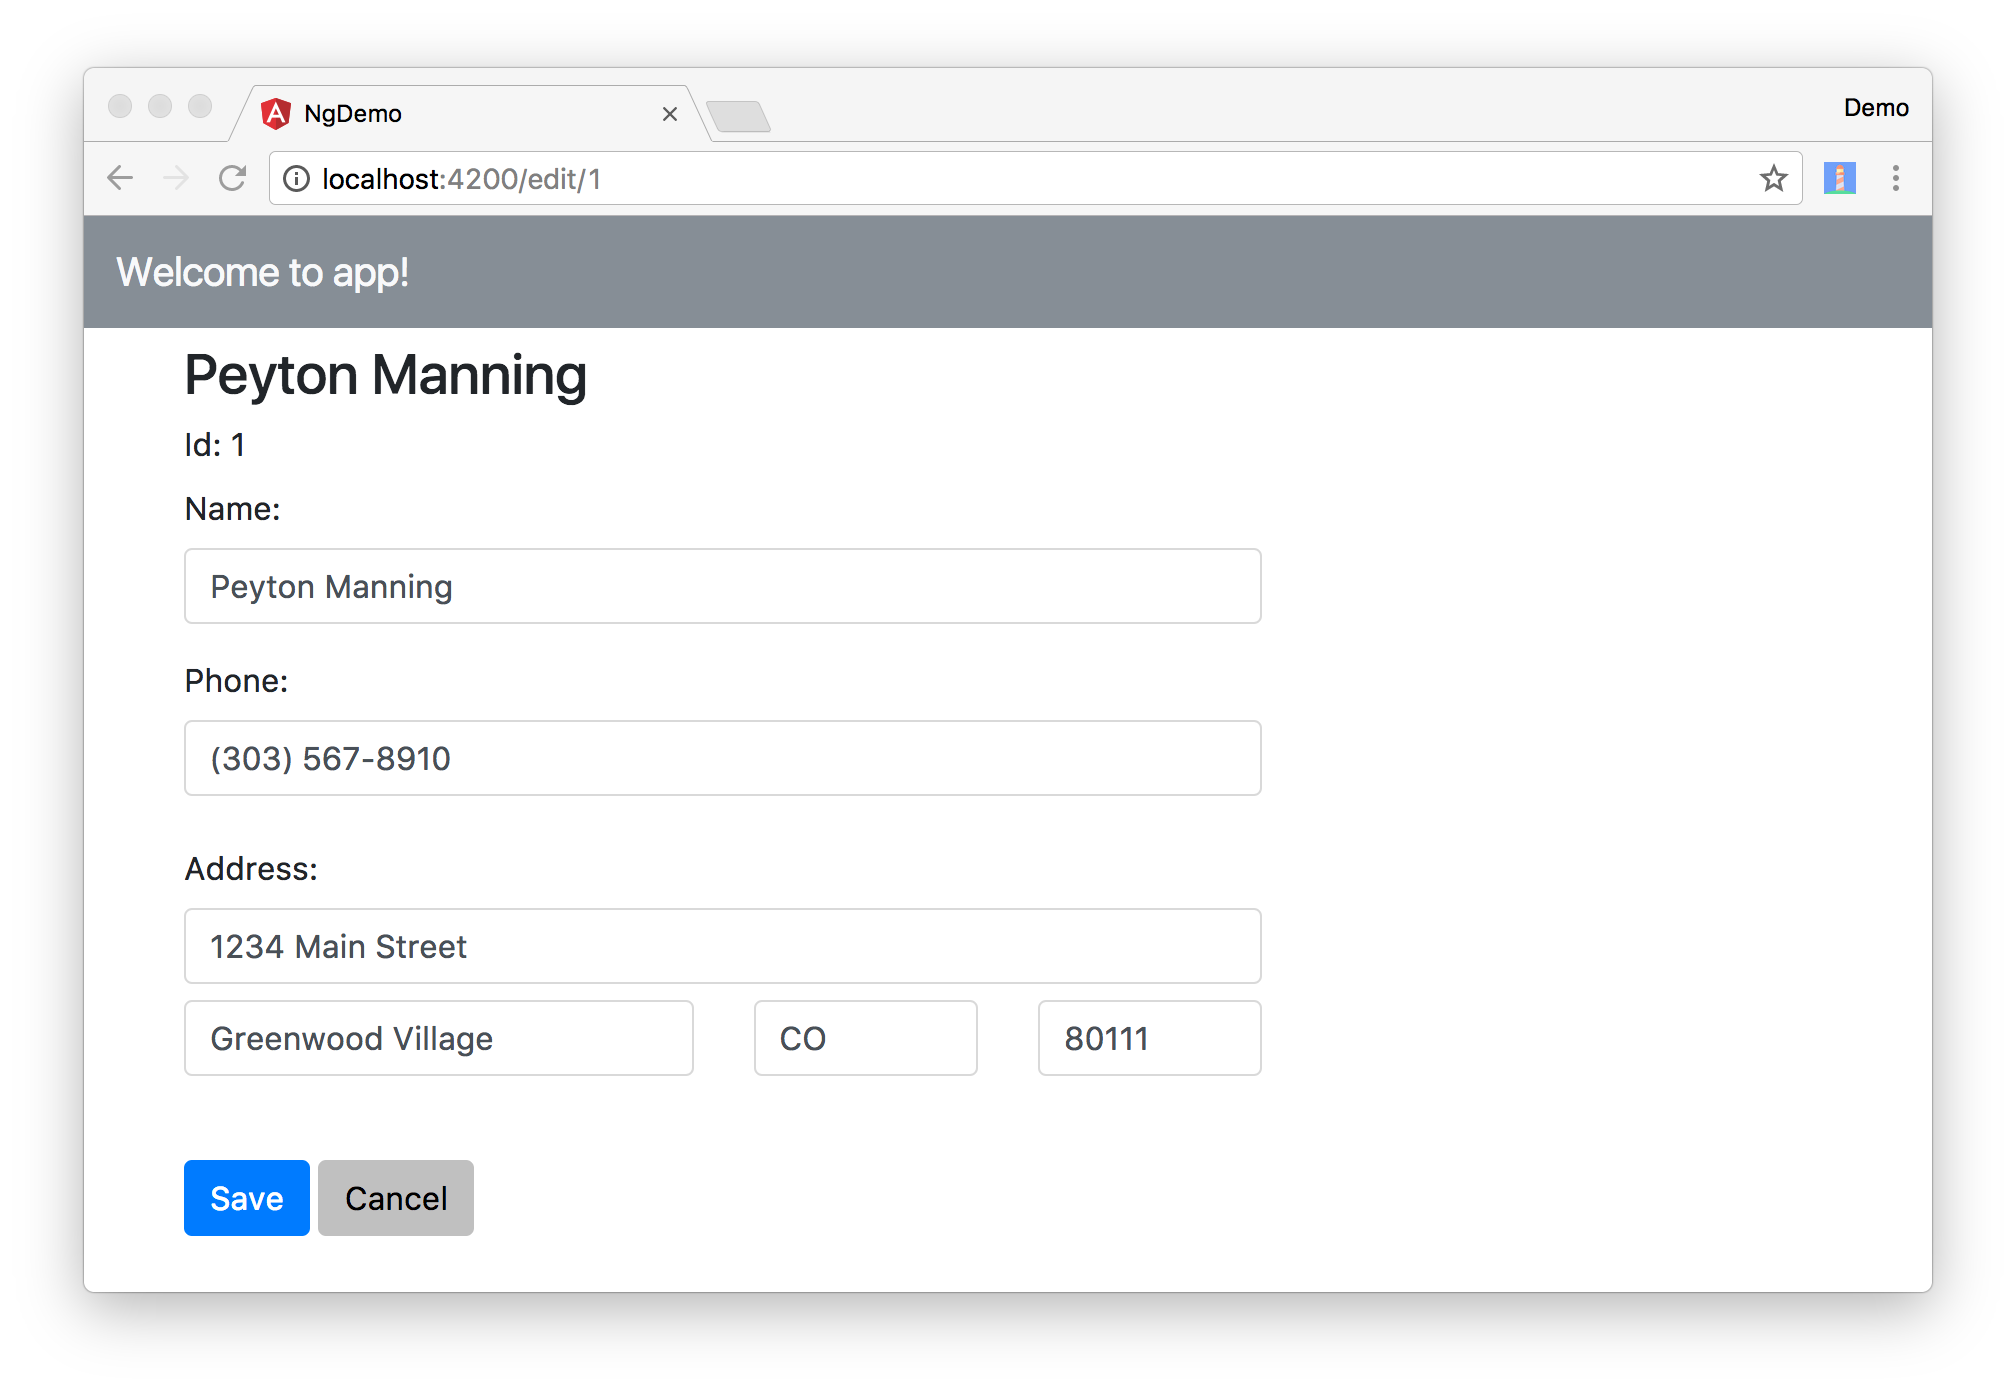 NgDemo
Demo
localhost:4200/edit/1
Welcome to app!
Peyton Manning
Id: 1
Name:
Peyton Manning
Phone:
(303) 567-8910
Address:
1234 Main Street
Greenwood Village CO 80111
Save Cancel